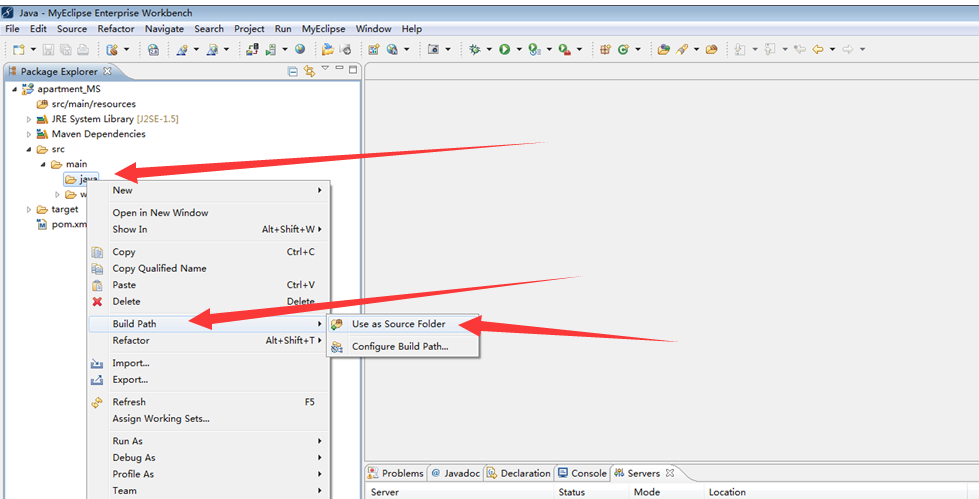 Java - MyEclipse Enterprise Workbench
File Edit Source Refactor Navigate Search Project Run MyEclipse Window Help
Package Explorer
apartment_MS
src/main/resources
JRE System Library [J2SE-1.5]
Maven Dependencies
src
main
java
w
target
pom.xm
New
Open in New Window
Show In Alt+Shift+W
Copy Ctrl+C
Copy Qualified Name
Paste Ctrl+V
Delete Delete
Build Path
Refactor Alt+Shift+T
Import...
Export...
Refresh F5
Assign Working Sets...
Run As
Debug As
Profile As
Team
Use as Source Folder
Configure Build Path...
Problems @ Javadoc Declaration Console Servers
Server Status Mode Location